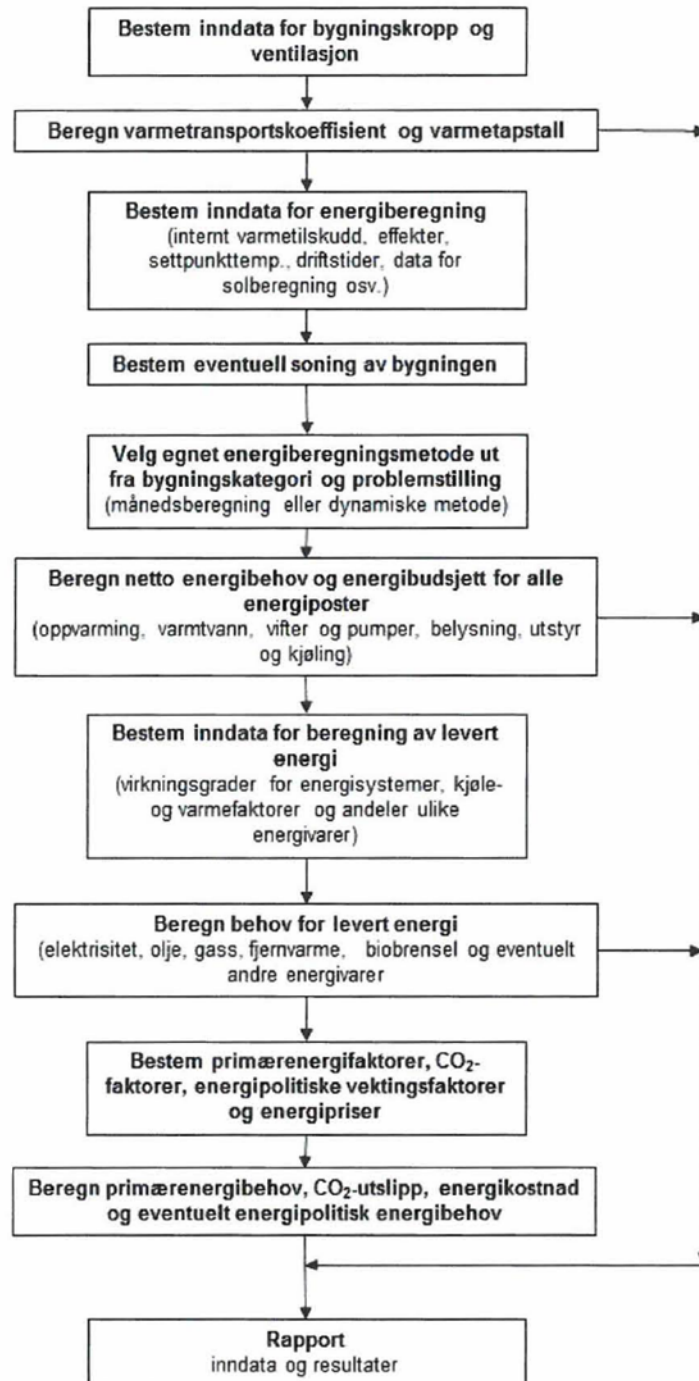 Bestem inndata for bygningskropp og
ventilasjon
Beregn varmetransportskoeffisient og varmetapstall
Bestem inndata for energiberegning
(internt varmetilskudd, effekter,
settpunkttemp., driftstider, data for
solberegning osv.)
Bestem eventuell soning av bygningen
Velg egnet energiberegningsmetode ut
fra bygningskategori og problemstilling
(månedsberegning eller dynamiske metode)
Beregn netto energibehov og energibudsjett for alle
energiposter
(oppvarming, varmtvann, vifter og pumper, belysning, utstyr
og kjøling)
Bestem inndata for beregning av levert
energi
(virkningsgrader for energisystemer, kjøle-
og varmefaktorer og andeler ulike
energivarer)
Beregn behov for levert energi
(elektrisitet, olje, gass, fjernvarme, biobrensel og eventuelt
andre energivarer
Bestem primærenergifaktorer, CO₂-
faktorer, energipolitiske vektingsfaktorer
og energipriser
Beregn primærenergibehov, CO₂-utslipp, energikostnad
og eventuelt energipolitisk energibehov
Rapport
inndata og resultater